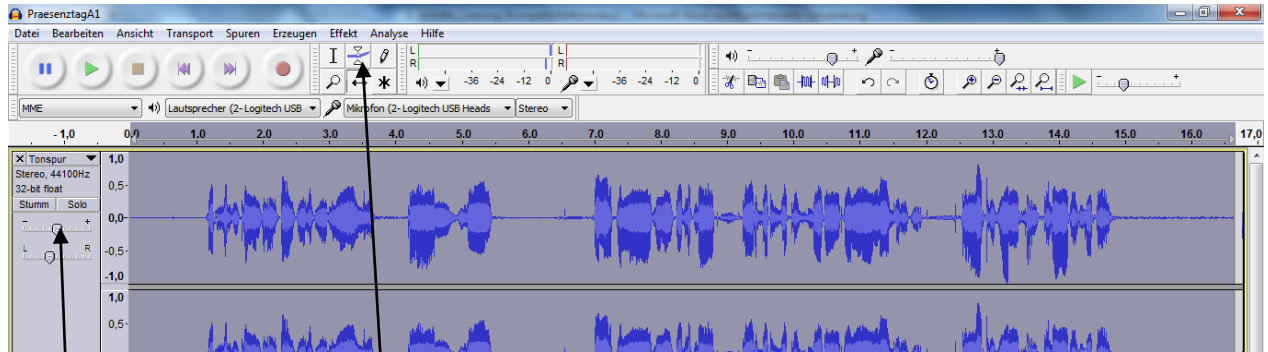 PraesenztagA1
Datei Bearbeiten Ansicht Transport Spuren Erzeugen Effekt Analyse Hilfe
L
R
-36 -24 -12 0
L
R
-36 -24 -12 0
- +
- +
- +
MME Lautsprecher (2- Logitech USB Mikrofon (2- Logitech USB Heads Stereo
- 1,0 0,0 1.0 2.0 3.0 4.0 5.0 6.0 7.0 8.0 9.0 10.0 11.0 12.0 13.0 14.0 15.0 16.0 17,0
X Tonspur
Stereo, 44100Hz
32-bit float
Stumm Solo
- +
L R
1,0
0,5-
0,0-
-0,5-
-1,0
1,0
0,5-